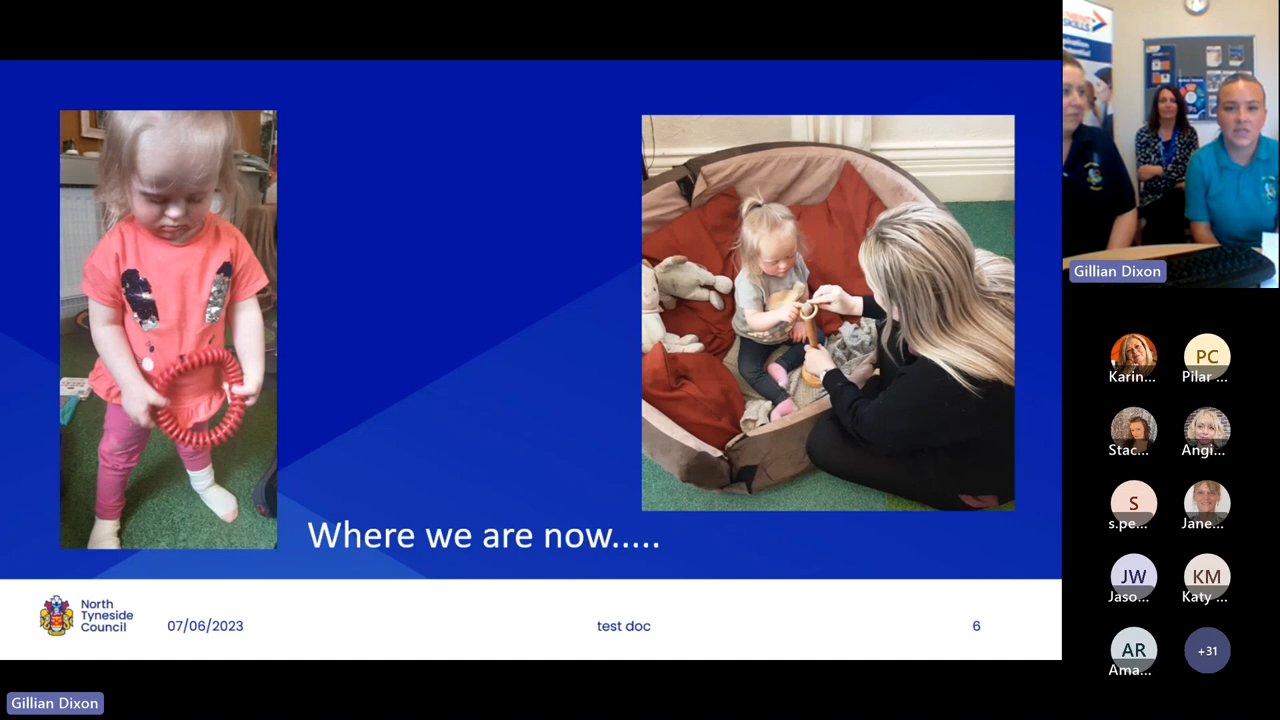 Where we are now.....
North
Tyneside
Council
07/06/2023
test doc
6
Gillian Dixon
SKILLS
Gillian Dixon
Karin...
PC
Pilar ...
Stac...
Angi...
S
s.pe...
Jane...
JW
Jaso...
KM
Katy ...
AR
Ama...
+31